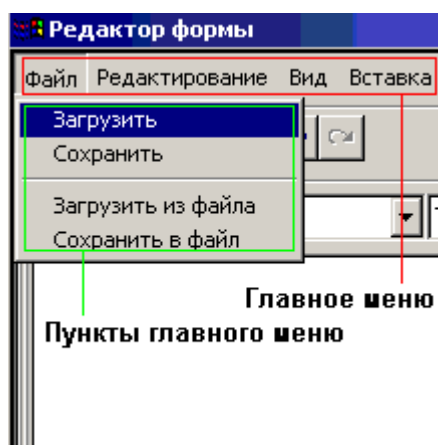 Редактор формы
Файл Редактирование Вид Вставка
Загрузить
Сохранить
Загрузить из файла
Сохранить в файл
Главное меню
Пункты главного меню